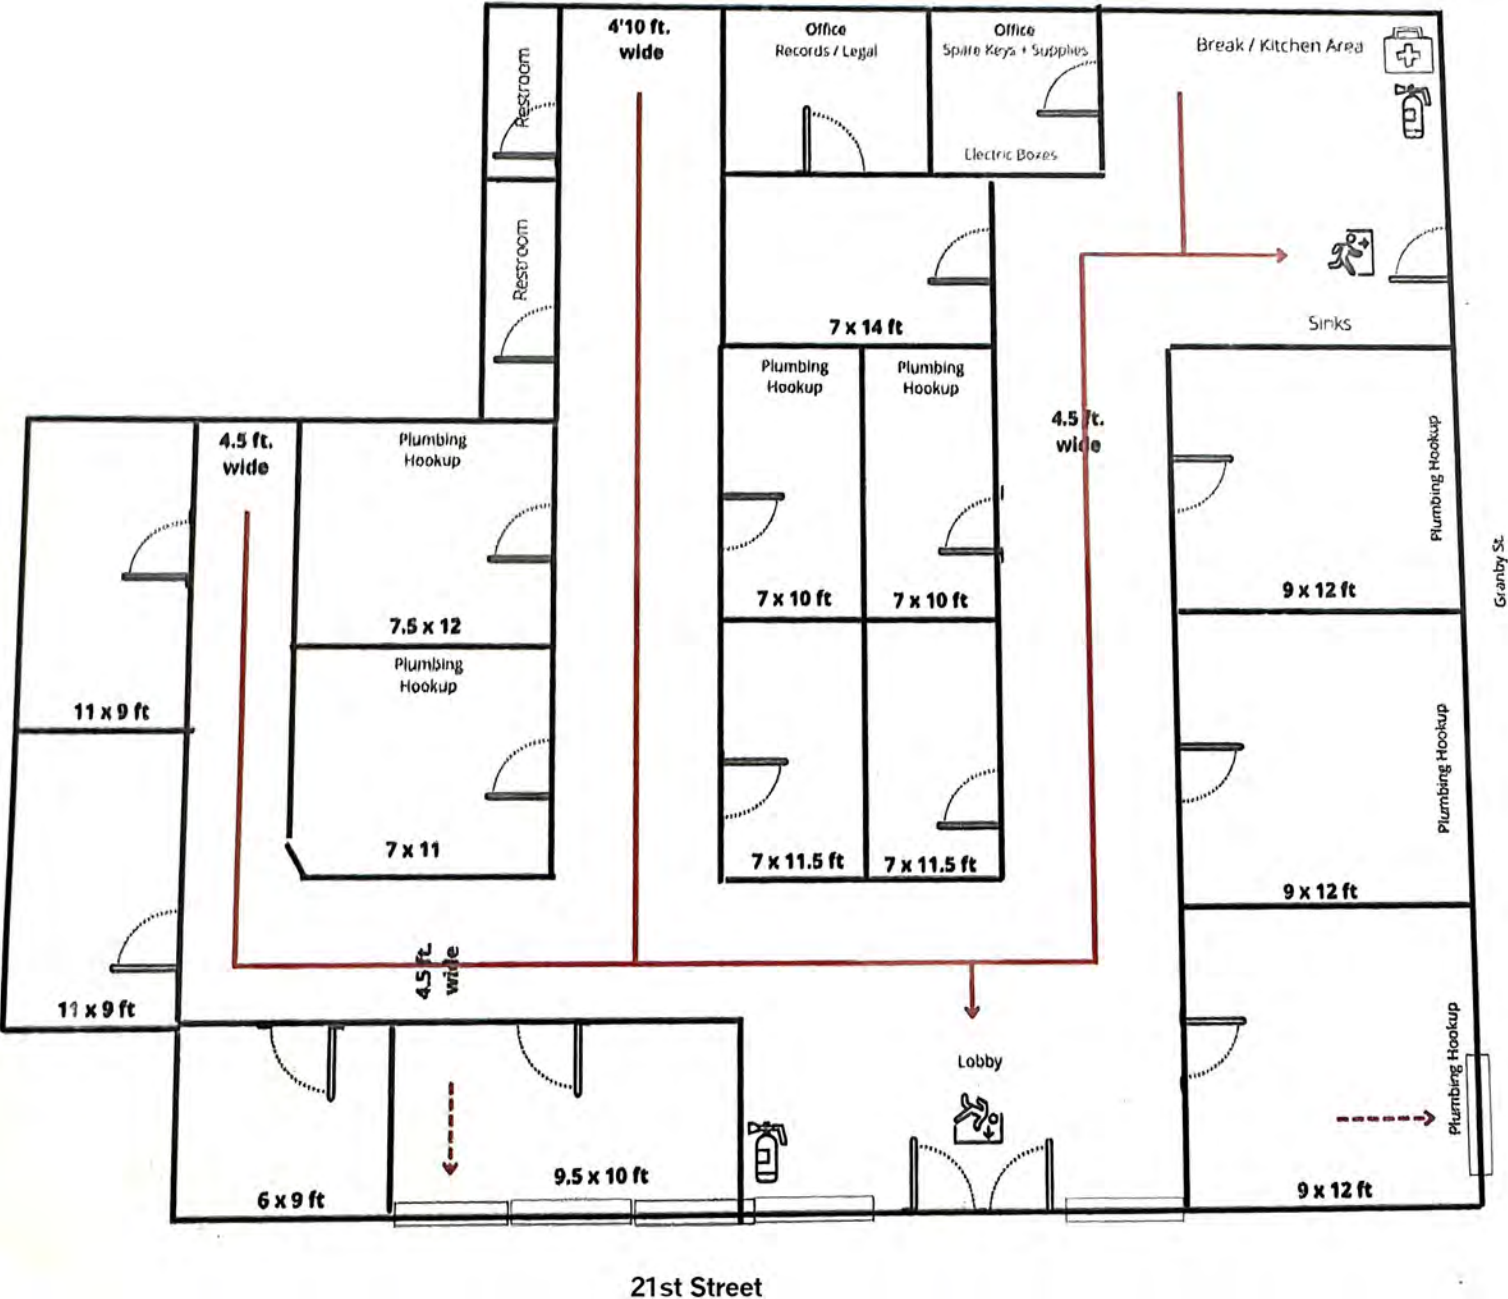 4'10 ft.
wide
Office
Records / Legal
Office
Spare Keys + Supplies
Electric Boxes
Break / Kitchen Area
Restroom
Restroom
Sinks
7 x 14 ft
Plumbing
Hookup
Plumbing
Hookup
4.5 ft.
wide
4.5 ft.
wide
Plumbing
Hookup
Plumbing Hookup
Granby St.
7 x 10 ft
7 x 10 ft
9 x 12 ft
7.5 x 12
Plumbing
Hookup
11 x 9 ft
Plumbing Hookup
7 x 11
7 x 11.5 ft
7 x 11.5 ft
9 x 12 ft
4.5 ft.
wide
11 x 9 ft
Lobby
Plumbing Hookup
6 x 9 ft
9.5 x 10 ft
9 x 12 ft
21st Street